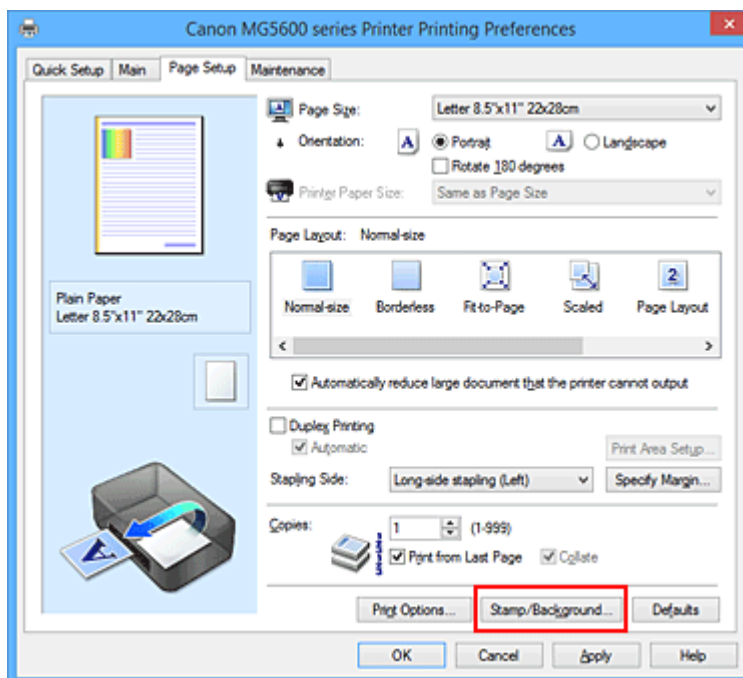 Canon MG5600 series Printer Printing Preferences
Quick Setup Main Page Setup Maintenance
Page Size: Letter 8.5"x11" 22x28cm
Orientation: A Portrait A Landscape
Rotate 180 degrees
Printer Paper Size: Same as Page Size
Page Layout: Normal-size
2
Normal-size Borderless Fit-to-Page Scaled Page Layout
Plain Paper
Letter 8.5"x11" 22x28cm
Automatically reduce large document that the printer cannot output
Duplex Printing
Automatic
Print Area Setup...
Stapling Side: Long-side stapling (Left) Specify Margin...
Copies: 1 (1-999)
Print from Last Page Collate
A
Print Options... Stamp/Background... Defaults
OK Cancel Apply Help